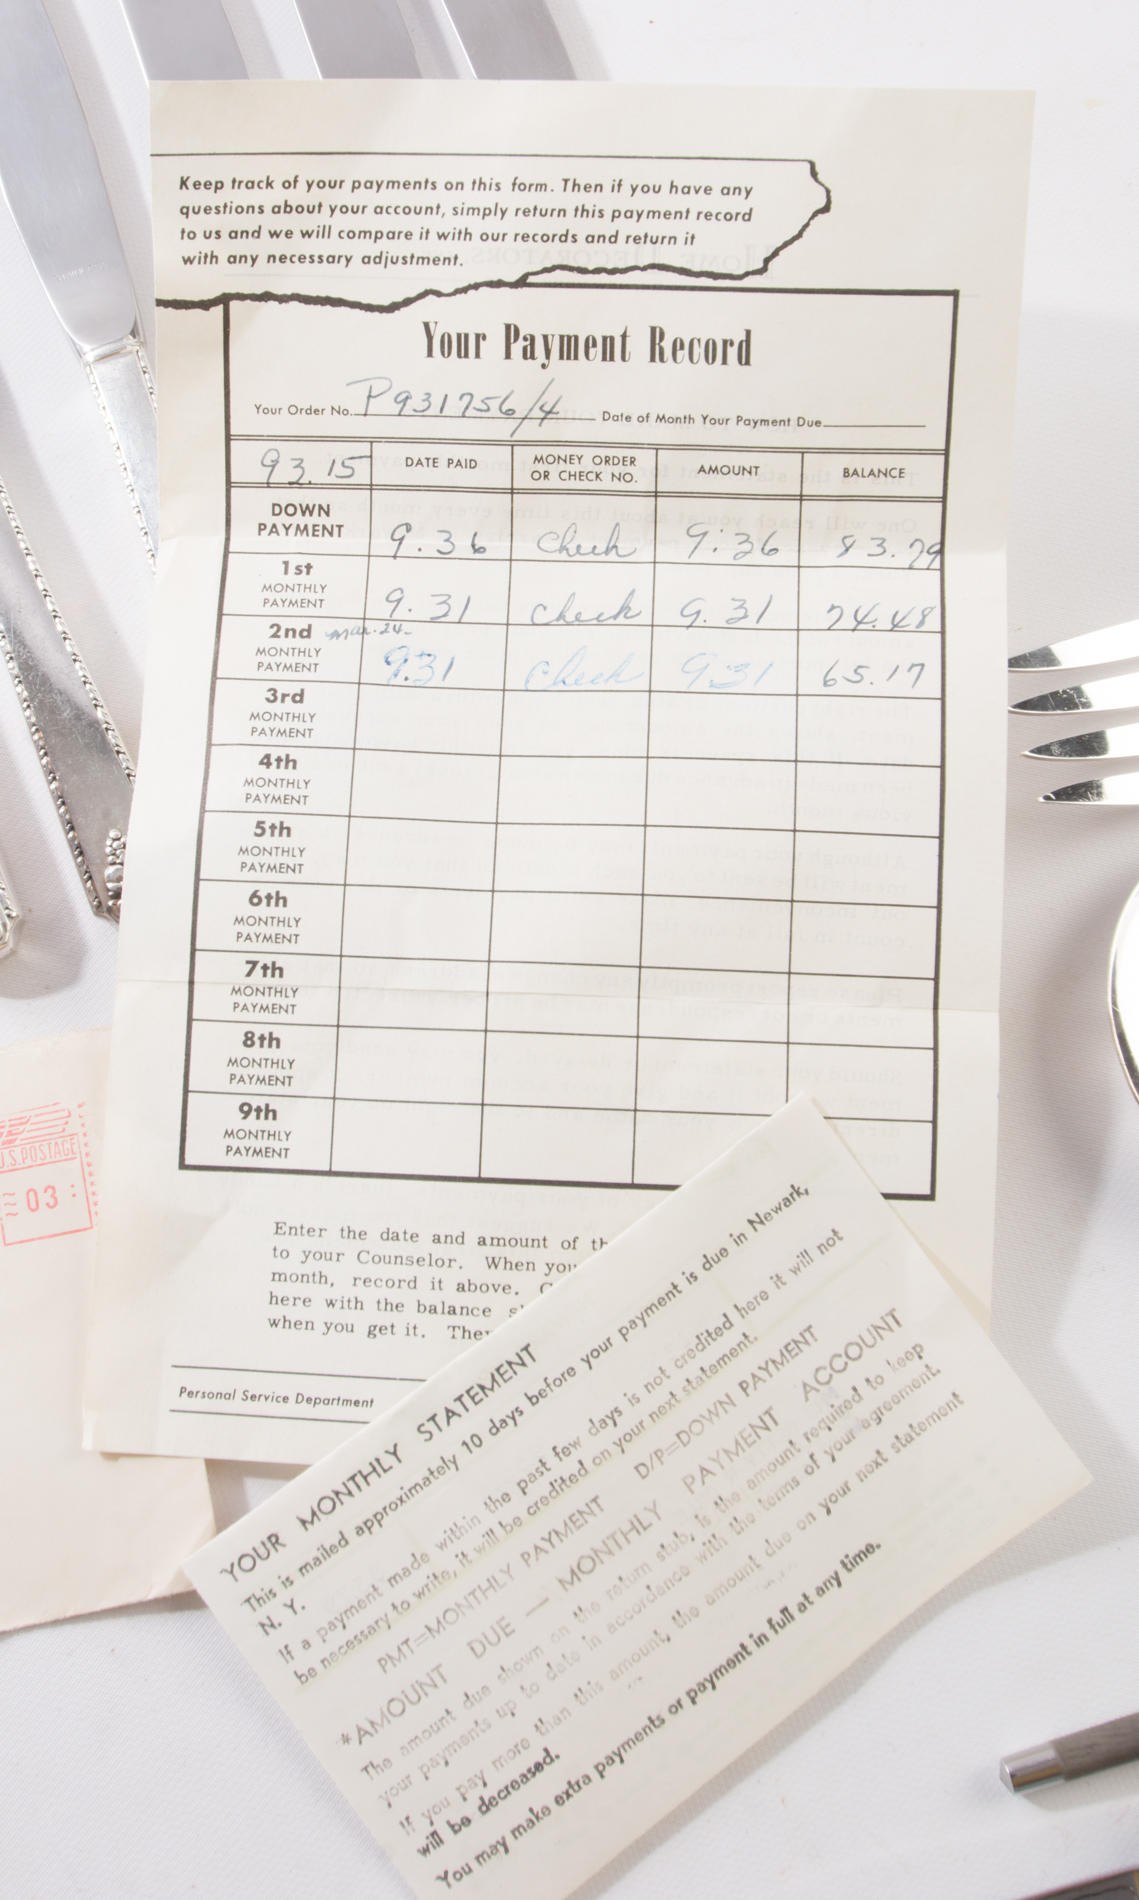 Keep track of your payments on this form. Then if you have any
questions about your account, simply return this payment record
to us and we will compare it with our records and return it
with any necessary adjustment.
Your Payment Record
Your Order No. P931756/4 Date of Month Your Payment Due
93.15 DATE PAID MONEY ORDER OR CHECK NO. AMOUNT BALANCE
DOWN PAYMENT 9.36 check 9.36 83.79
1st MONTHLY PAYMENT 9.31 check 9.31 74.48
2nd MONTHLY PAYMENT mar. 24 9.31 check 9.31 65.17
3rd MONTHLY PAYMENT
4th MONTHLY PAYMENT
5th MONTHLY PAYMENT
6th MONTHLY PAYMENT
7th MONTHLY PAYMENT
8th MONTHLY PAYMENT
9th MONTHLY PAYMENT
U.S. POSTAGE
03
Enter the date and amount of
to your Counselor. When you
month, record it above.
here with the balance
when you get it. They
Personal Service Department
YOUR MONTHLY STATEMENT
This is mailed approximately 10 days before your payment is due in Newark,
N. Y.
If a payment made within the past few days is not credited here it will not
be necessary to write, it will be credited on your next statement.
PMT=MONTHLY PAYMENT D/P=DOWN PAYMENT
*AMOUNT DUE — MONTHLY PAYMENT ACCOUNT
The amount due shown on the return stub, is the amount required to keep
your payments up to date in accordance with the terms of your agreement.
If you pay more than this amount, the amount due on your next statement
will be decreased.
You may make extra payments or payment in full at any time.